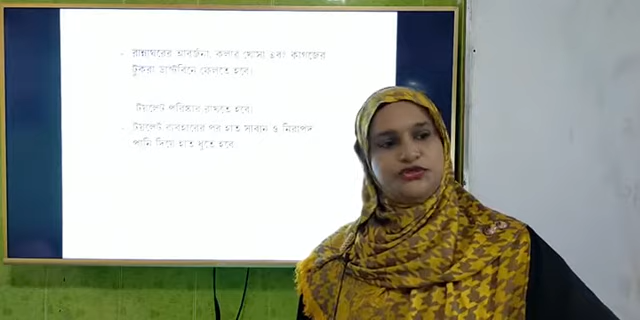 - রান্নাঘরের আবর্জনা, কলার খোসা এবং কাগজের
টুকরা ডাস্টবিনে ফেলতে হবে।
টয়লেট পরিষ্কার রাখতে হবে।
- টয়লেট ব্যবহারের পর হাত সাবান ও নিরাপদ
পানি দিয়ে হাত ধুতে হবে